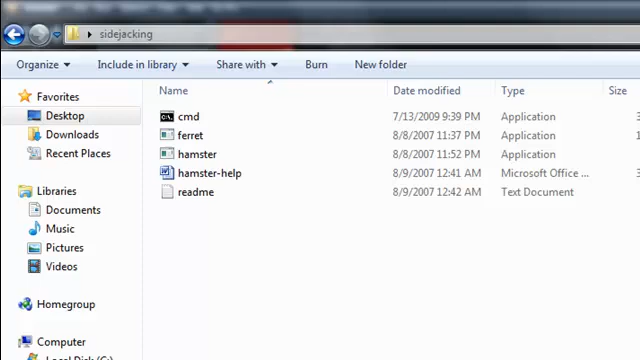 sidejacking
Organize Include in library Share with Burn New folder
Name Date modified Type Size
Favorites
Desktop
Downloads
Recent Places
Libraries
Documents
Music
Pictures
Videos
Homegroup
Computer
cmd 7/13/2009 9:39 PM Application
ferret 8/8/2007 11:37 PM Application
hamster 8/8/2007 11:52 PM Application
hamster-help 8/9/2007 12:41 AM Microsoft Office ...
readme 8/9/2007 12:42 AM Text Document